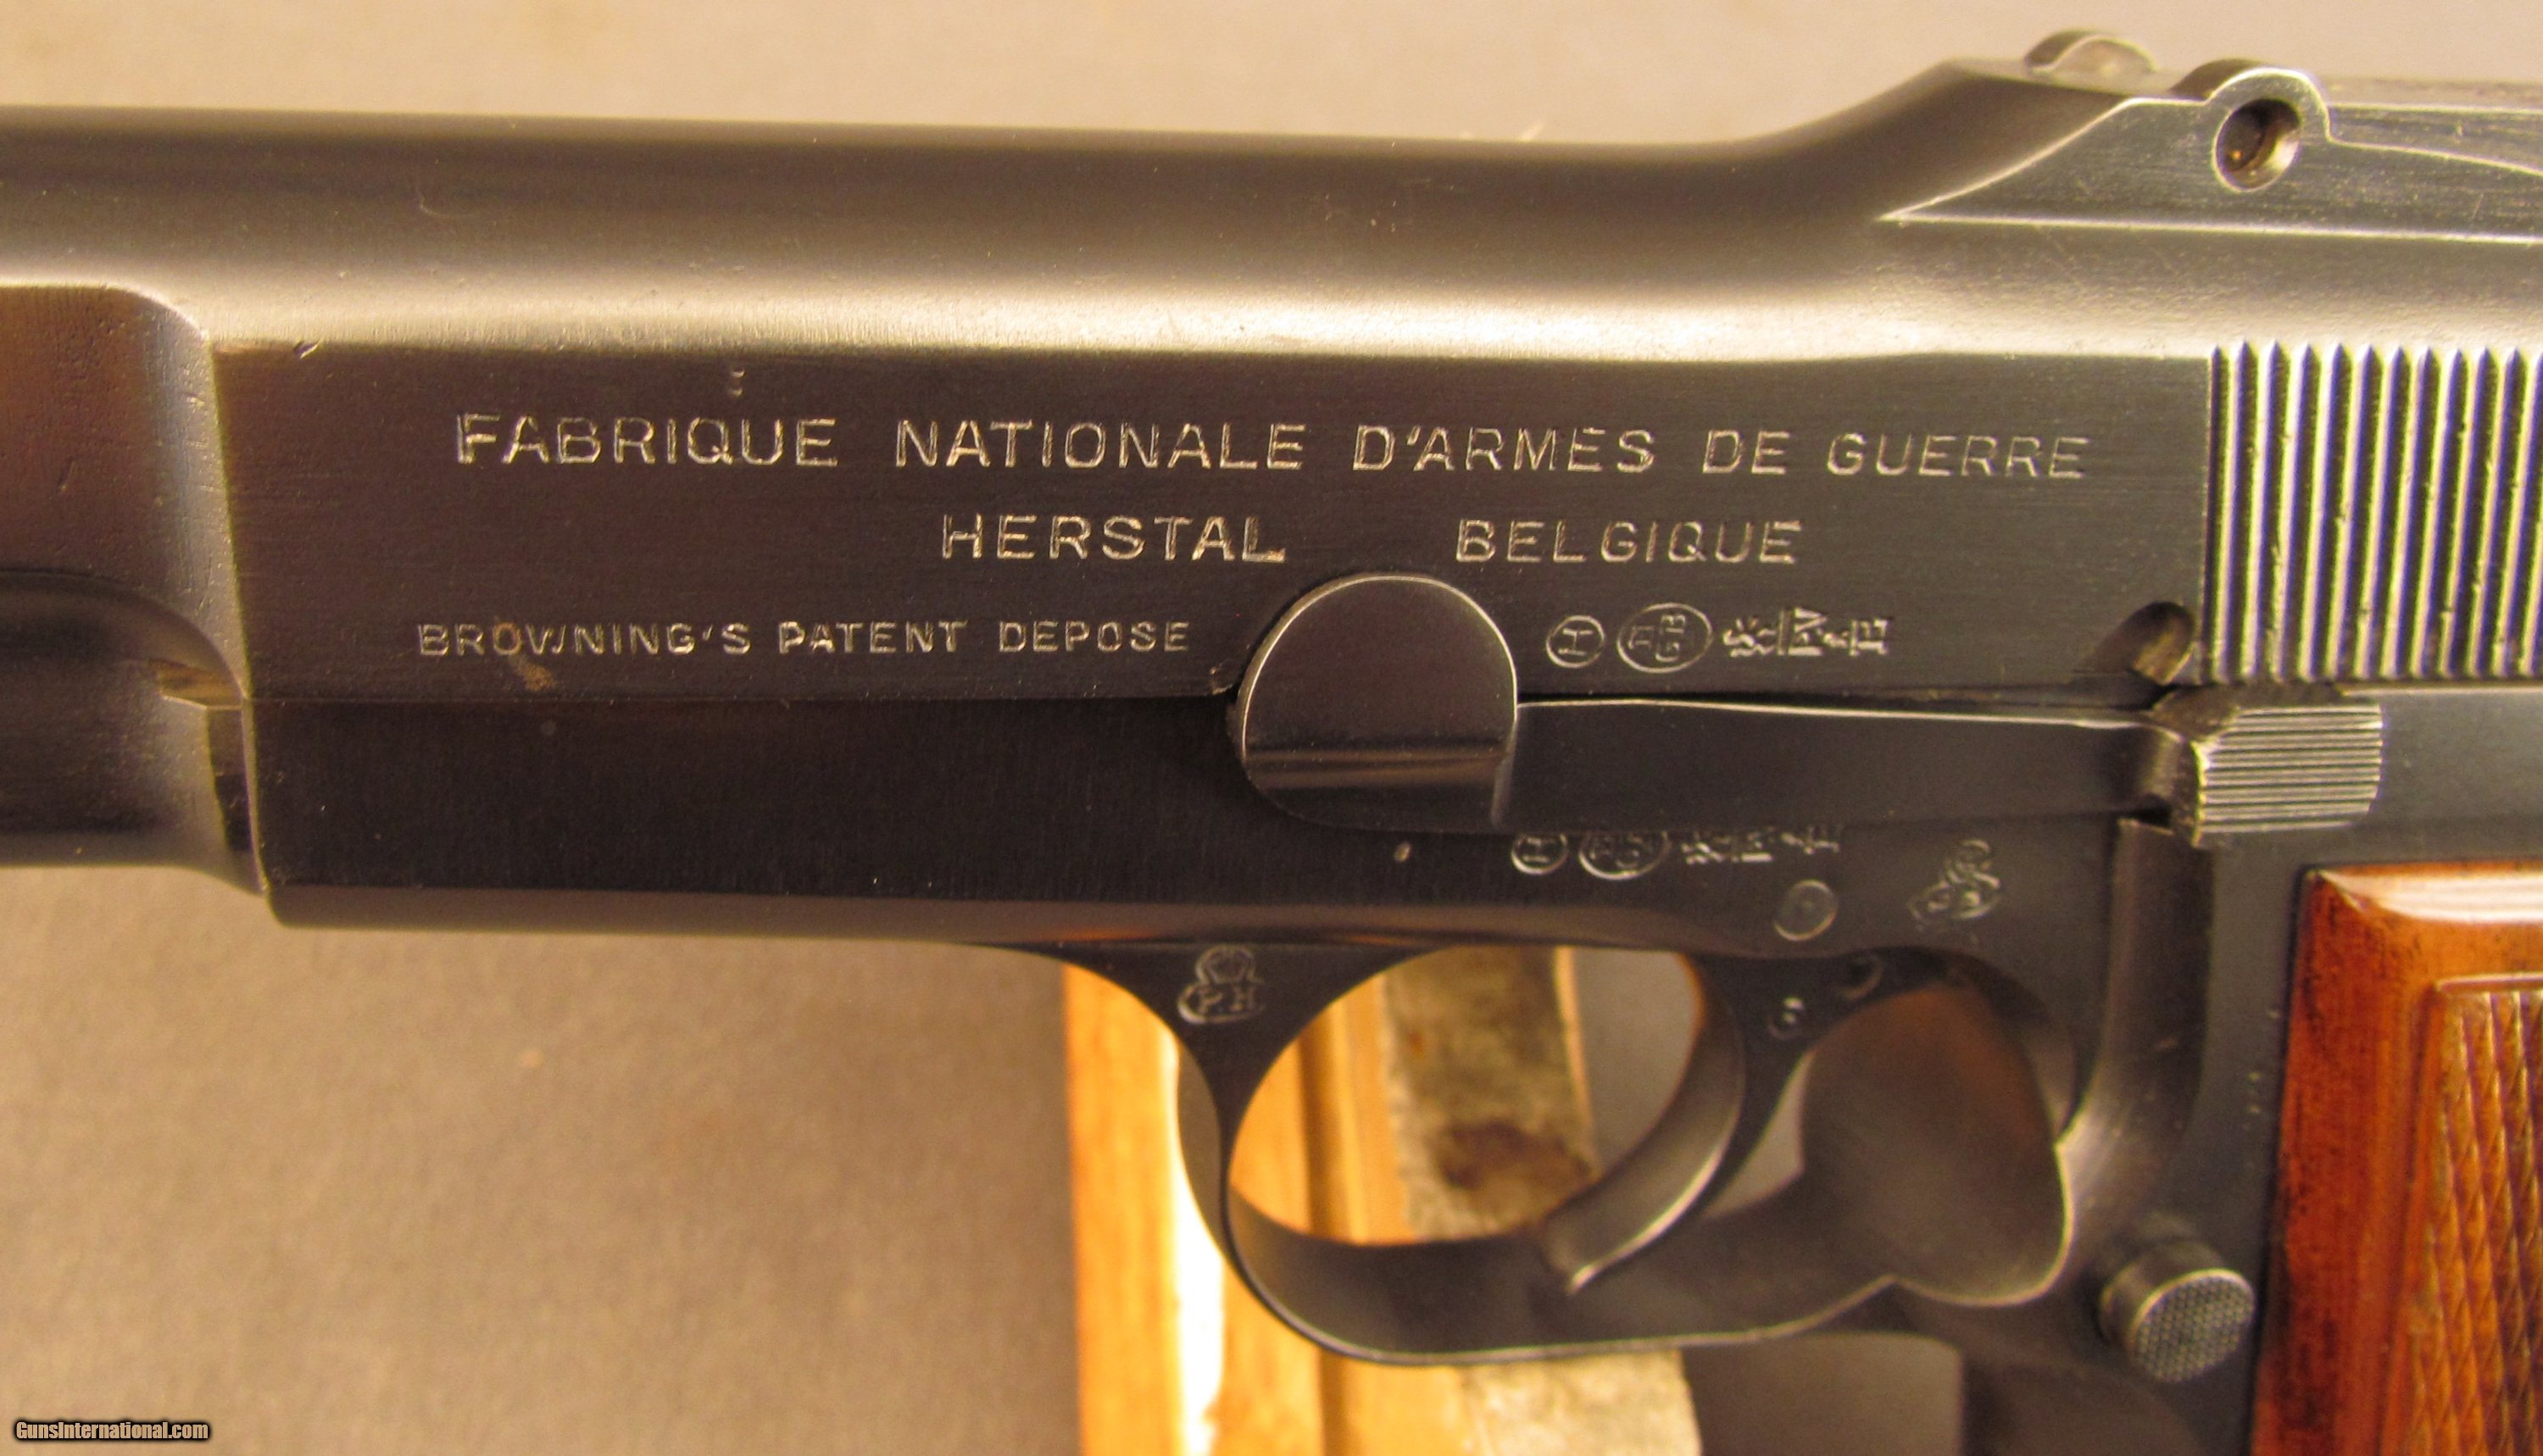 FABRIQUE NATIONALE D'ARMES DE GUERRE
HERSTAL BELGIQUE
BROWNING'S PATENT DEPOSE
H
P.H.
GunsInternational.com